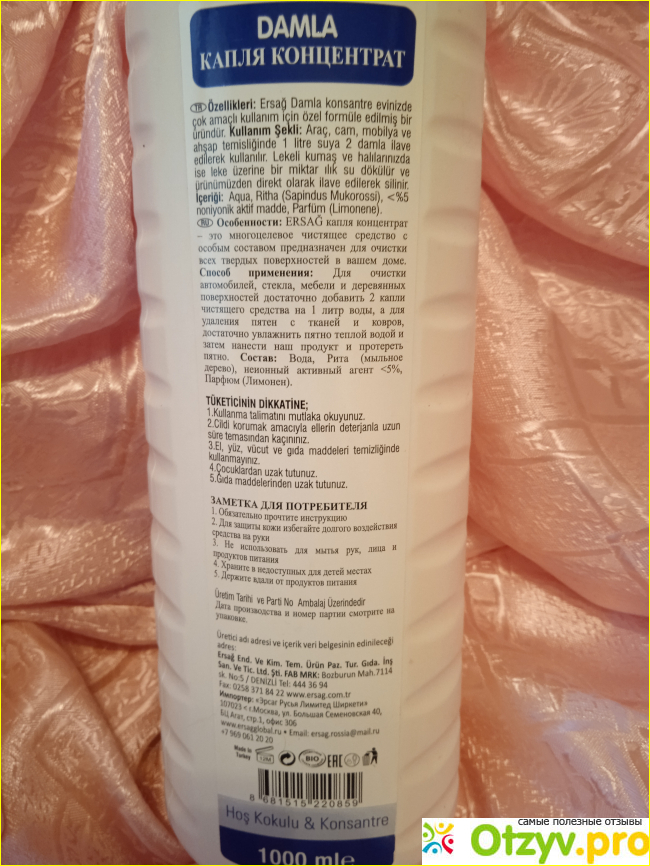 DAMLA
КАПЛЯ КОНЦЕНТРАТ
TR Özellikleri: Ersağ Damla konsantre evinizde
çok amaçlı kullanım için özel formüle edilmiş bir
üründür. Kullanım Şekli: Araç, cam, mobilya ve
ahşap temisliğinde 1 litre suya 2 damla ilave
edilerek kullanılır. Lekeli kumaş ve halılarınızda
ise leke üzerine bir miktar ılık su dökülür ve
ürünümüzden direkt olarak ilave edilerek silinir.
İçeriği: Aqua, Ritha (Sapindus Mukorossi), <%5
noniyonik aktif madde, Parfüm (Limonene).
RU Особенности: ERSAĞ капля концентрат
– это многоцелевое чистящее средство с
особым составом предназначен для очистки
всех твердых поверхностей в вашем доме.
Способ применения: Для очистки
автомобилей, стекла, мебели и деревянных
поверхностей достаточно добавить 2 капли
чистящего средства на 1 литр воды, а для
удаления пятен с тканей и ковров,
достаточно увлажнить пятно теплой водой и
затем нанести наш продукт и протереть
пятно. Состав: Вода, Рита (мыльное
дерево), неионный активный агент <5%,
Парфюм (Лимонен).
TÜKETİCİNİN DİKKATİNE;
1.Kullanma talimatını mutlaka okuyunuz.
2.Cildi korumak amacıyla ellerin deterjanla uzun
süre temasından kaçınınız.
3.El, yüz, vücut ve gıda maddeleri temizliğinde
kullanmayınız.
4.Çocuklardan uzak tutunuz.
5.Gıda maddelerinden uzak tutunuz.
ЗАМЕТКА ДЛЯ ПОТРЕБИТЕЛЯ
1. Обязательно прочтите инструкцию
2. Для защиты кожи избегайте долгого воздействия
средства на руки
3. Не использовать для мытья рук, лица и
продуктов питания
4. Храните в недоступных для детей местах
5. Держите вдали от продуктов питания
Üretim Tarihi ve Parti No Ambalaj Üzerindedir
Дата производства и номер партии смотрите на
упаковке.
Üretici adı adresi ve içerik veri belgesinin edinileceği
adres:
Ersağ End. Ve Kim. Tem. Ürün Paz. Tur. Gıda. İnş
San. Ve Tic. Ltd. Şti. FAB MRK: Bozburun Mah.7114
sk. No:5 / DENİZLİ Tel: 444 36 94
Fax: 0258 371 84 22 www.ersag.com.tr
Импортер: «Эрсаг Русья Лимитед Ширкети»
107023 г.Москва, ул. Большая Семеновская 40,
БЦ Агат, стр.1, офис 306
www.ersagglobal.ru • Email: ersag.russia@mail.ru
+7 969 061 20 20
Made in
Turkey
12M
BIO
EAC
8 681515 220859
Hoş Kokulu & Konsantre
1000 ml e
самые полезные отзывы
Otzyv.pro